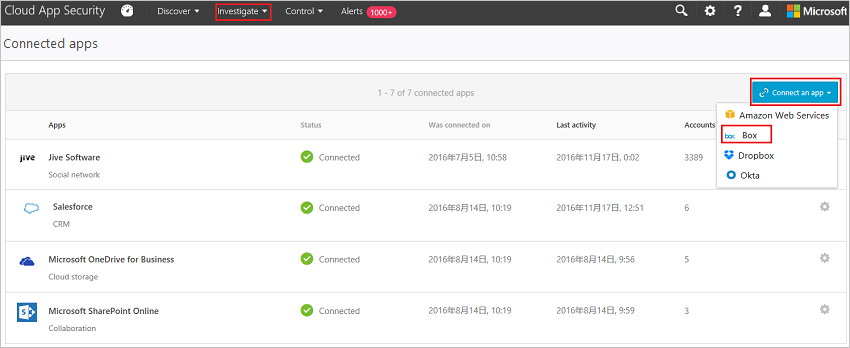 Cloud App Security Discover Investigate Control Alerts 1000+ ? Microsoft
Connected apps
1 - 7 of 7 connected apps Connect an app
Amazon Web Services
box Box
Dropbox
Okta
Apps Status Was connected on Last activity Accounts
jive Jive Software Connected 2016年7月5日, 10:58 2016年11月17日, 0:02 3389
Social network
Salesforce Connected 2016年8月14日, 10:19 2016年11月17日, 12:51 6
CRM
Microsoft OneDrive for Business Connected 2016年8月14日, 10:19 2016年8月14日, 9:56 5
Cloud storage
S Microsoft SharePoint Online Connected 2016年8月14日, 10:19 2016年8月14日, 9:59 3
Collaboration